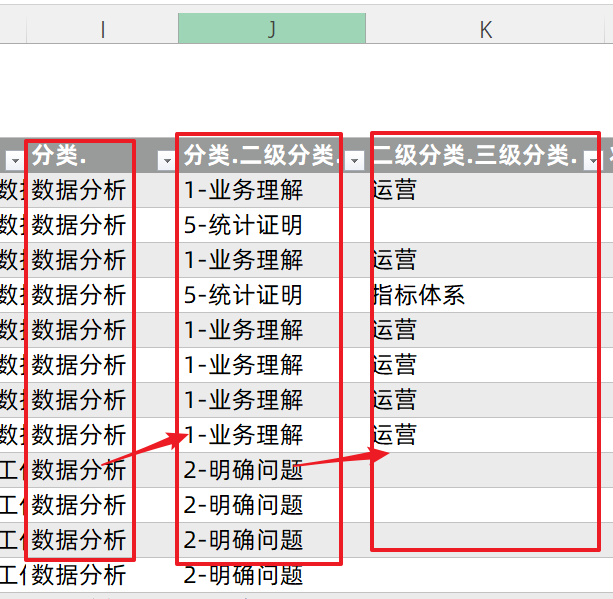 I J K
分类. 分类.二级分类. 二级分类.三级分类.
数据分析 1-业务理解 运营
数据分析 5-统计证明
数据分析 1-业务理解 运营
数据分析 5-统计证明 指标体系
数据分析 1-业务理解 运营
数据分析 1-业务理解 运营
数据分析 1-业务理解 运营
数据分析 1-业务理解 运营
数据分析 2-明确问题
数据分析 2-明确问题
数据分析 2-明确问题
数据分析 2-明确问题